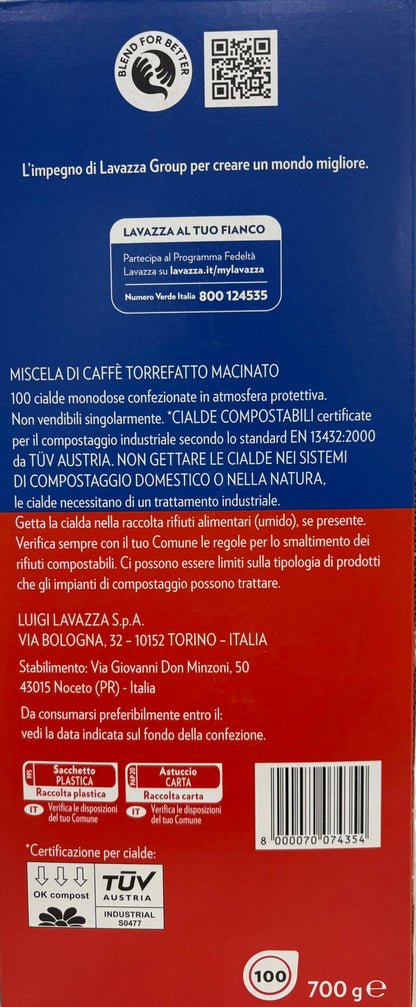 BLEND FOR BETTER
L'impegno di Lavazza Group per creare un mondo migliore.
LAVAZZA AL TUO FIANCO
Partecipa al Programma Fedeltà
Lavazza su lavazza.it/mylavazza
Numero Verde Italia 800 124535
MISCELA DI CAFFÈ TORREFATTO MACINATO
100 cialde monodose confezionate in atmosfera protettiva.
Non vendibili singolarmente. *CIALDE COMPOSTABILI certificate
per il compostaggio industriale secondo lo standard EN 13432:2000
da TÜV AUSTRIA. NON GETTARE LE CIALDE NEI SISTEMI
DI COMPOSTAGGIO DOMESTICO O NELLA NATURA,
le cialde necessitano di un trattamento industriale.
Getta la cialda nella raccolta rifiuti alimentari (umido), se presente.
Verifica sempre con il tuo Comune le regole per lo smaltimento dei
rifiuti compostabili. Ci possono essere limiti sulla tipologia di prodotti
che gli impianti di compostaggio possono trattare.
LUIGI LAVAZZA S.p.A.
VIA BOLOGNA, 32 – 10152 TORINO – ITALIA
Stabilimento: Via Giovanni Don Minzoni, 50
43015 Noceto (PR) - Italia
Da consumarsi preferibilmente entro il:
vedi la data indicata sul fondo della confezione.
PP5
Sacchetto
PLASTICA
Raccolta plastica
IT Verifica le disposizioni
del tuo Comune
PAP20
Astuccio
CARTA
Raccolta carta
IT Verifica le disposizioni
del tuo Comune
8 000070 074354
*Certificazione per cialde:
OK compost
TÜV
AUSTRIA
INDUSTRIAL
S0477
100
700 g e